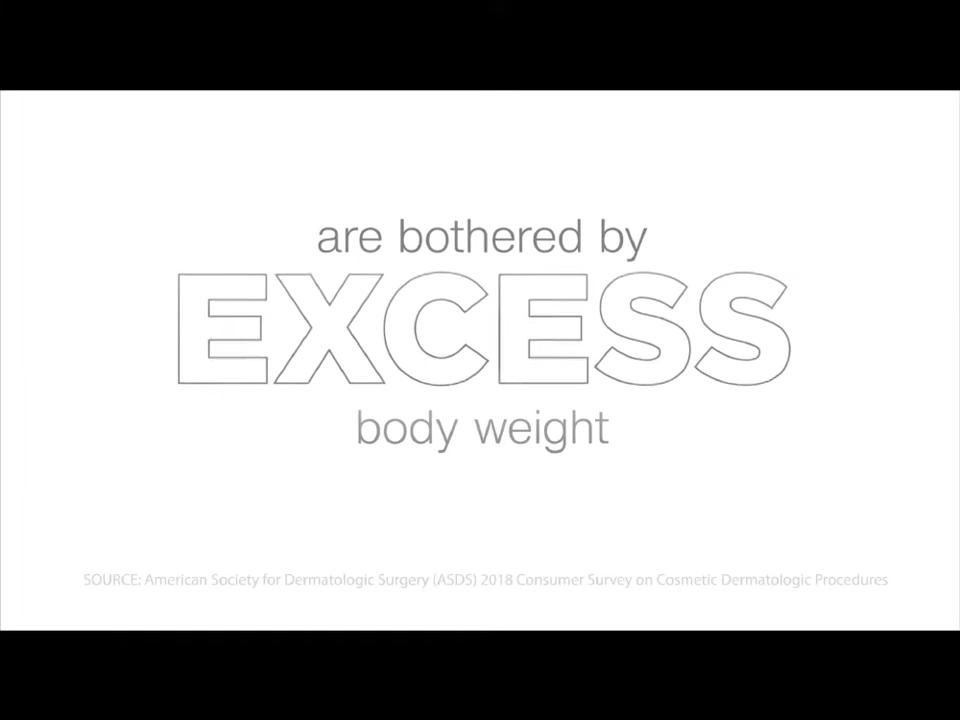 are bothered by
EXCESS
body weight
SOURCE: American Society for Dermatologic Surgery (ASDS) 2018 Consumer Survey on Cosmetic Dermatologic Procedures